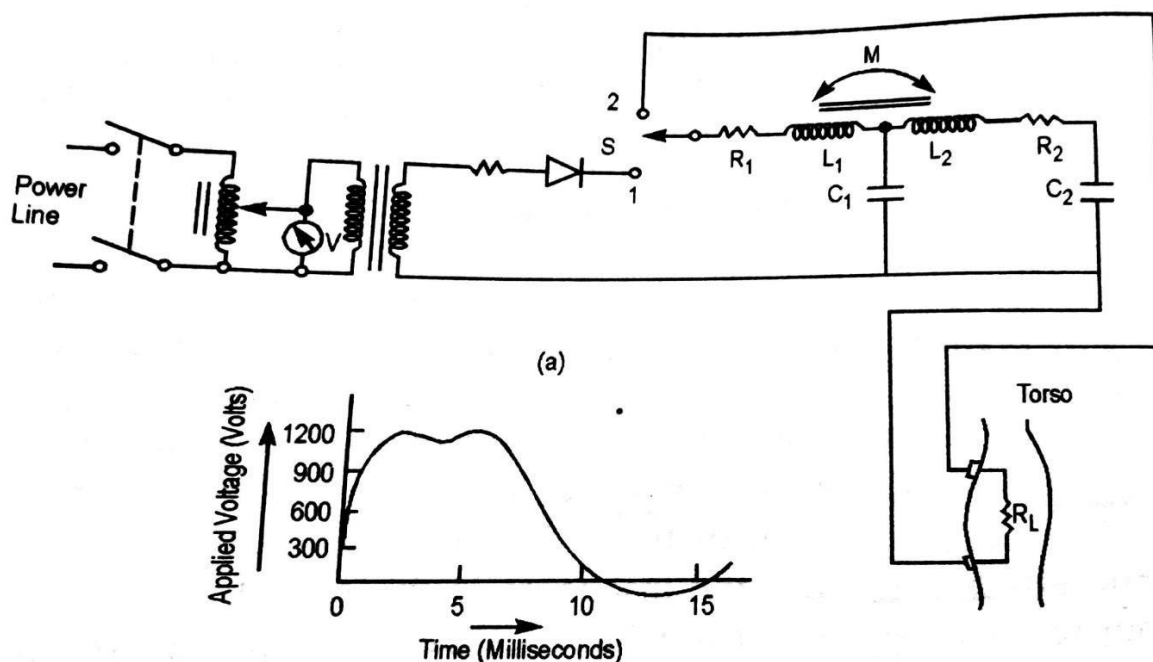 M
2
S
1
R1
L1
L2
R2
C1
C2
Power
Line
V
(a)
Torso
RL
Applied Voltage (Volts)
1200
900
600
300
0
5
10
15
Time (Milliseconds)